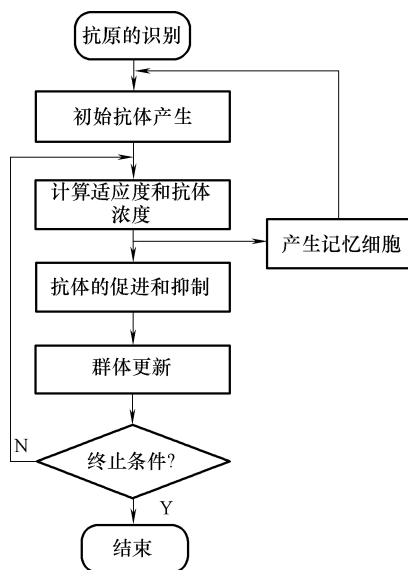 抗原的识别
初始抗体产生
计算适应度和抗体
浓度
产生记忆细胞
抗体的促进和抑制
群体更新
N
终止条件?
Y
结束